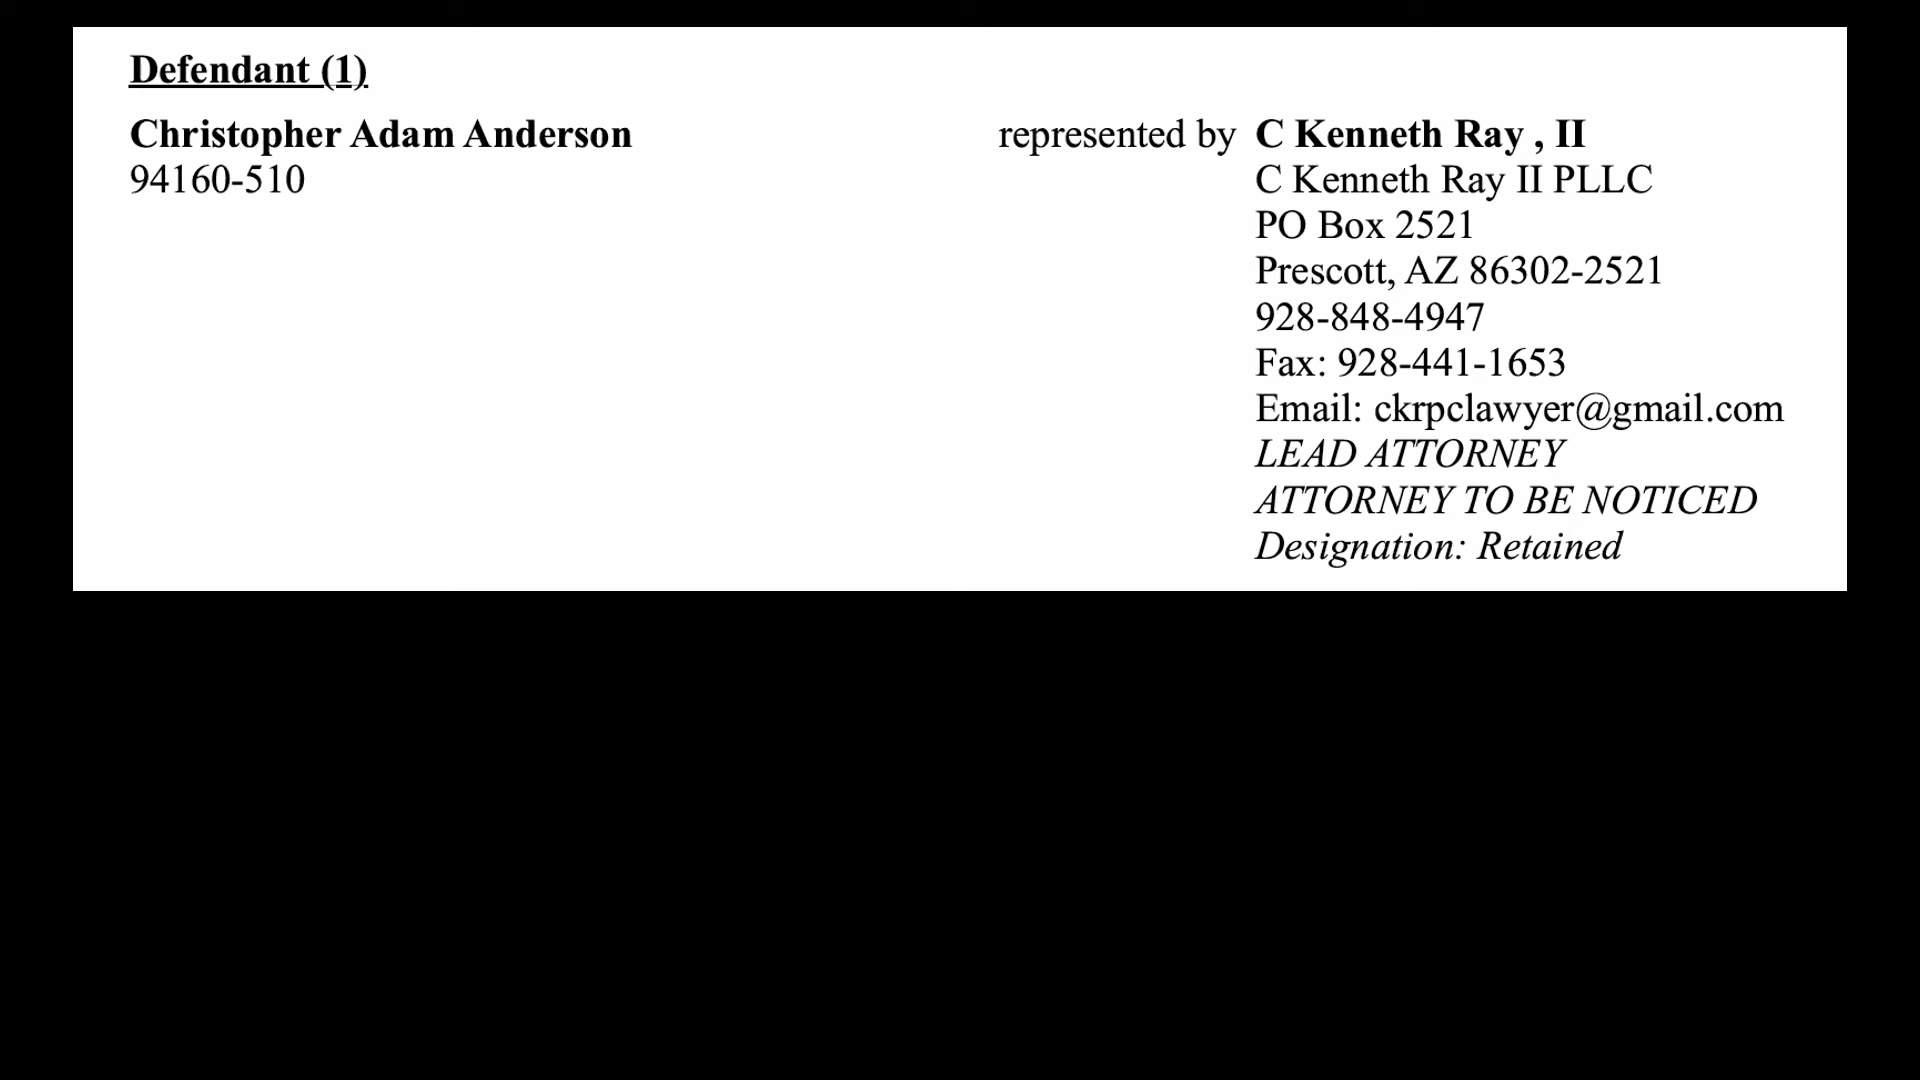 Defendant (1)
Christopher Adam Anderson
94160-510
represented by
C Kenneth Ray , II
C Kenneth Ray II PLLC
PO Box 2521
Prescott, AZ 86302-2521
928-848-4947
Fax: 928-441-1653
Email: ckrpclawyer@gmail.com
LEAD ATTORNEY
ATTORNEY TO BE NOTICED
Designation: Retained